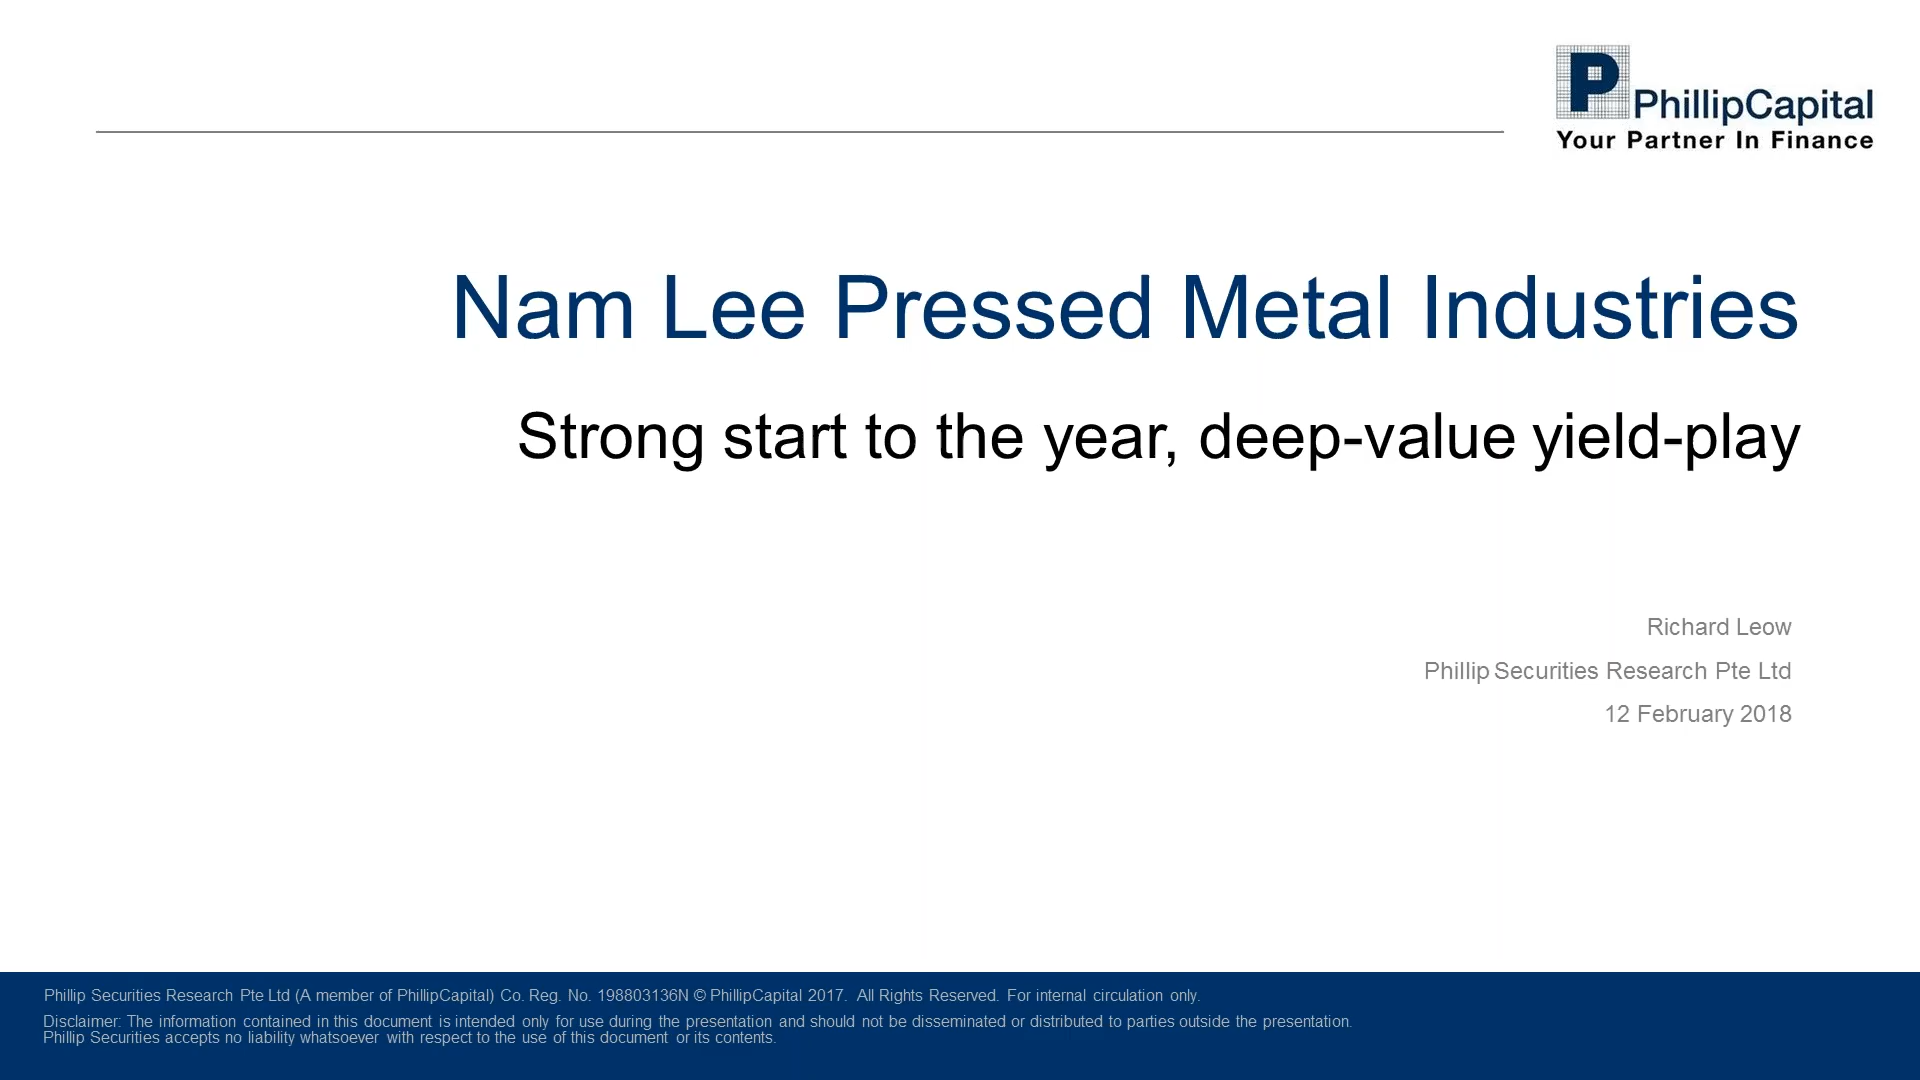 P PhillipCapital
Your Partner In Finance
Nam Lee Pressed Metal Industries
Strong start to the year, deep-value yield-play
Richard Leow
Phillip Securities Research Pte Ltd
12 February 2018
Phillip Securities Research Pte Ltd (A member of PhillipCapital) Co. Reg. No. 198803136N © PhillipCapital 2017. All Rights Reserved. For internal circulation only.
Disclaimer: The information contained in this document is intended only for use during the presentation and should not be disseminated or distributed to parties outside the presentation.
Phillip Securities accepts no liability whatsoever with respect to the use of this document or its contents.